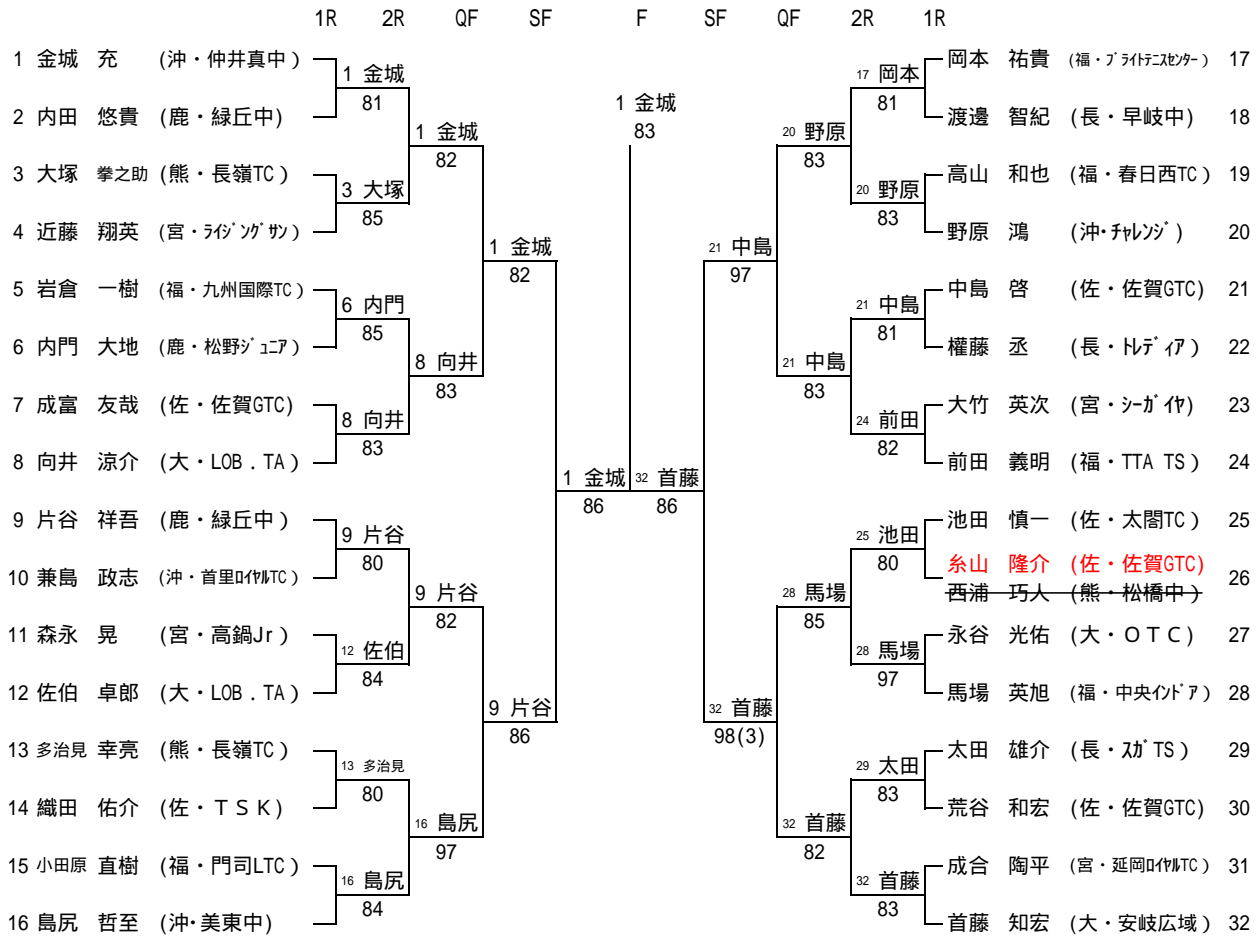 1R 2R QF SF F SF QF 2R 1R
1 金城 充 (沖・仲井真中)
2 内田 悠貴 (鹿・緑丘中)
3 大塚 拳之助 (熊・長嶺TC)
4 近藤 翔英 (宮・ﾗｲｼﾞﾝｸﾞｻﾝ)
5 岩倉 一樹 (福・九州国際TC)
6 内門 大地 (鹿・松野ｼﾞｭﾆｱ)
7 成富 友哉 (佐・佐賀GTC)
8 向井 涼介 (大・LOB．TA)
9 片谷 祥吾 (鹿・緑丘中)
10 兼島 政志 (沖・首里ﾛｲﾔﾙTC)
11 森永 晃 (宮・高鍋Jr)
12 佐伯 卓郎 (大・LOB．TA)
13 多治見 幸亮 (熊・長嶺TC)
14 織田 佑介 (佐・ＴＳＫ)
15 小田原 直樹 (福・門司LTC)
16 島尻 哲至 (沖・美東中)
1 金城
81
3 大塚
85
6 内門
85
8 向井
83
9 片谷
80
12 佐伯
84
13 多治見
80
16 島尻
84
1 金城
82
8 向井
83
9 片谷
82
16 島尻
97
1 金城
82
9 片谷
86
1 金城
86
1 金城
83
32 首藤
86
21 中島
97
32 首藤
98(3)
20 野原
83
21 中島
83
28 馬場
85
32 首藤
82
17 岡本
81
20 野原
83
21 中島
81
24 前田
82
25 池田
80
28 馬場
97
29 太田
83
32 首藤
83
岡本 祐貴 (福・ﾌﾞﾗｲﾄﾃﾆｽｾﾝﾀｰ) 17
渡邊 智紀 (長・早岐中) 18
高山 和也 (福・春日西TC) 19
野原 鴻 (沖・ﾁｬﾚﾝｼﾞ) 20
中島 啓 (佐・佐賀GTC) 21
權藤 丞 (長・ﾄﾚﾃﾞｨｱ) 22
大竹 英次 (宮・ｼｰｶﾞｲﾔ) 23
前田 義明 (福・TTA TS) 24
池田 慎一 (佐・太閤TC) 25
糸山 隆介 (佐・佐賀GTC) 26
西浦 巧人 (熊・松橋中)
永谷 光佑 (大・ＯＴＣ) 27
馬場 英旭 (福・中央ｲﾝﾄﾞｱ) 28
太田 雄介 (長・ｽｶﾞTS) 29
荒谷 和宏 (佐・佐賀GTC) 30
成合 陶平 (宮・延岡ﾛｲﾔﾙTC) 31
首藤 知宏 (大・安岐広域) 32